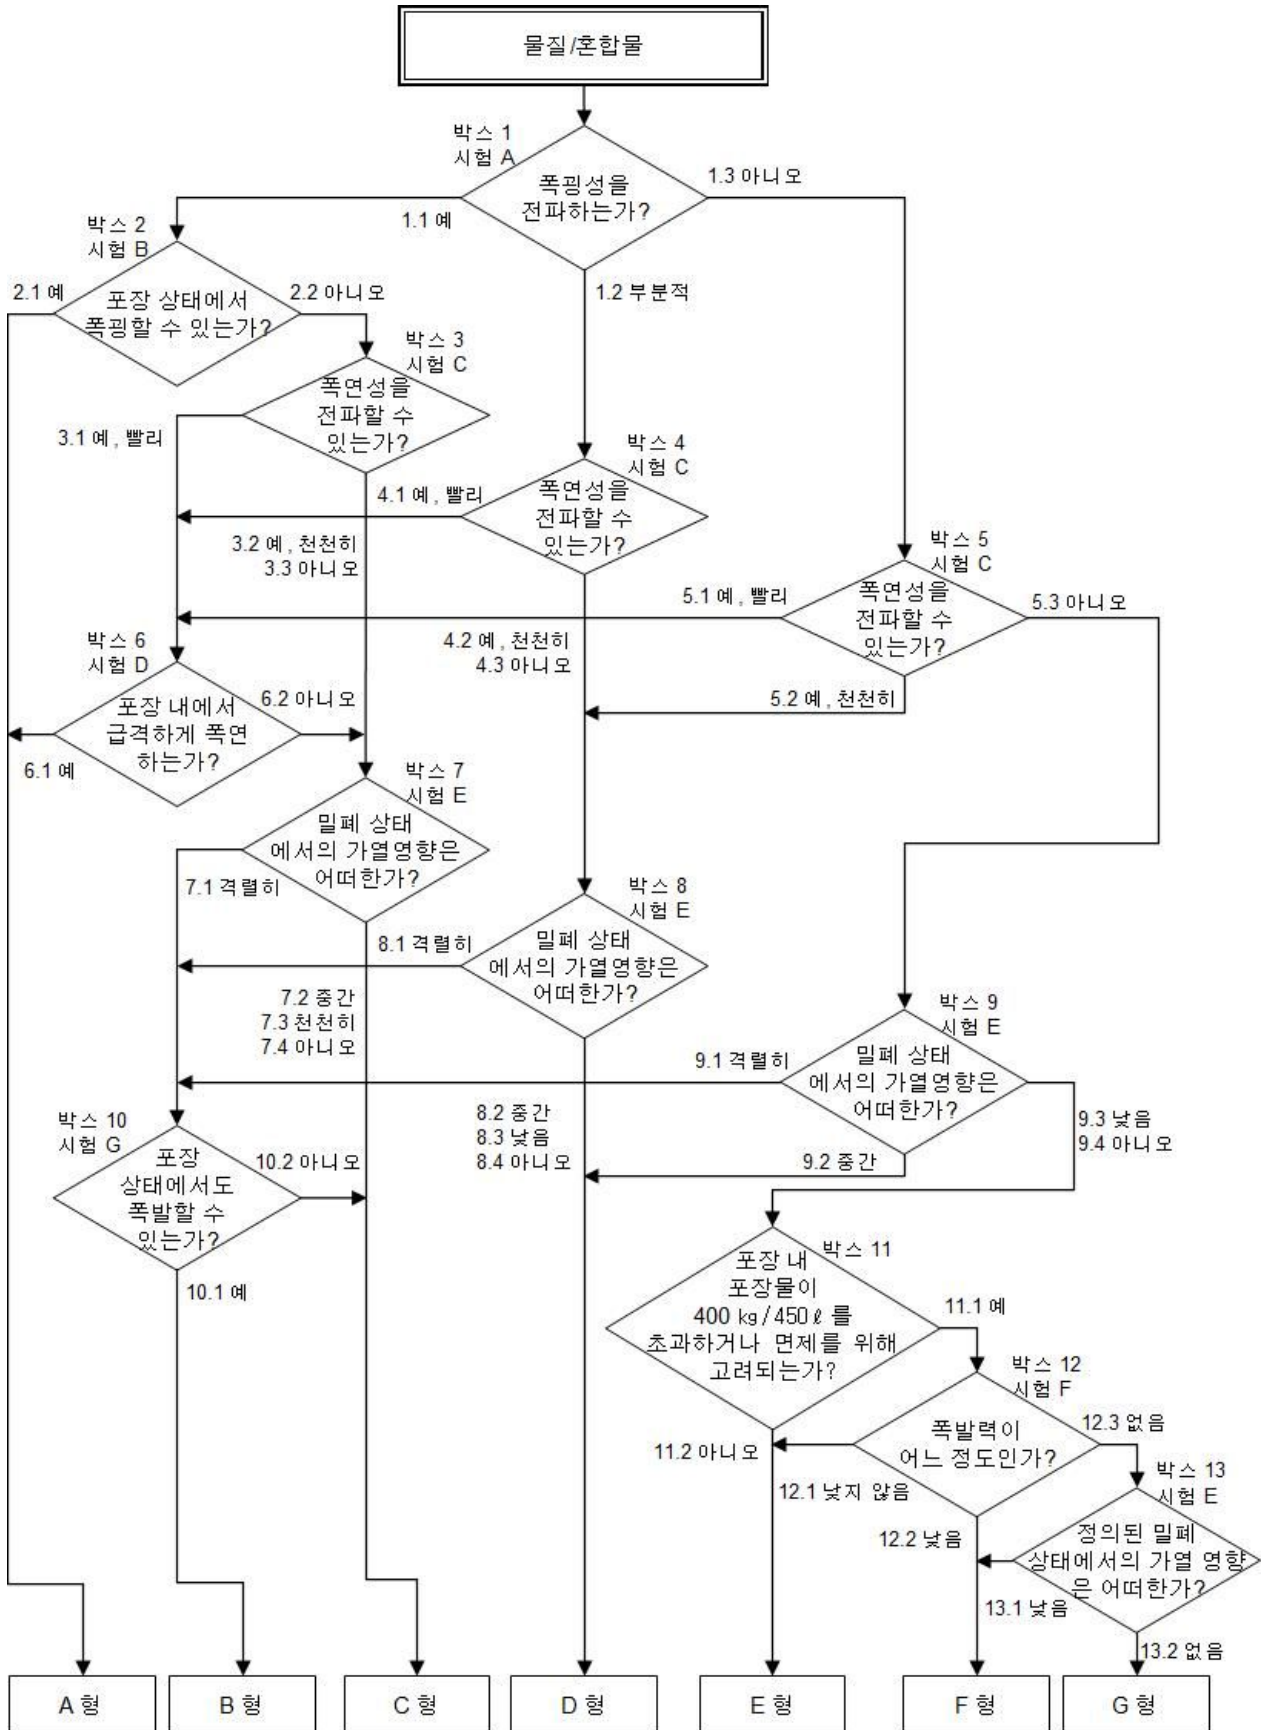 물질/혼합물
박스 1
시험 A
폭굉성을
전파하는가?
1.1 예
1.2 부분적
1.3 아니오
박스 2
시험 B
포장 상태에서
폭굉할 수 있는가?
2.1 예
2.2 아니오
박스 3
시험 C
폭연성을
전파할 수
있는가?
3.1 예, 빨리
3.2 예, 천천히
3.3 아니오
박스 4
시험 C
폭연성을
전파할 수
있는가?
4.1 예, 빨리
4.2 예, 천천히
4.3 아니오
박스 5
시험 C
폭연성을
전파할 수
있는가?
5.1 예, 빨리
5.2 예, 천천히
5.3 아니오
박스 6
시험 D
포장 내에서
급격하게 폭연
하는가?
6.1 예
6.2 아니오
박스 7
시험 E
밀폐 상태
에서의 가열영향은
어떠한가?
7.1 격렬히
7.2 중간
7.3 천천히
7.4 아니오
박스 8
시험 E
밀폐 상태
에서의 가열영향은
어떠한가?
8.1 격렬히
8.2 중간
8.3 낮음
8.4 아니오
박스 9
시험 E
밀폐 상태
에서의 가열영향은
어떠한가?
9.1 격렬히
9.2 중간
9.3 낮음
9.4 아니오
박스 10
시험 G
포장
상태에서도
폭발할 수
있는가?
10.1 예
10.2 아니오
박스 11
포장 내
포장물이
400 kg/450ℓ를
초과하거나 면제를 위해
고려되는가?
11.1 예
11.2 아니오
박스 12
시험 F
폭발력이
어느 정도인가?
12.1 낮지 않음
12.2 낮음
12.3 없음
박스 13
시험 E
정의된 밀폐
상태에서의 가열 영향
은 어떠한가?
13.1 낮음
13.2 없음
A 형
B 형
C 형
D 형
E 형
F 형
G 형